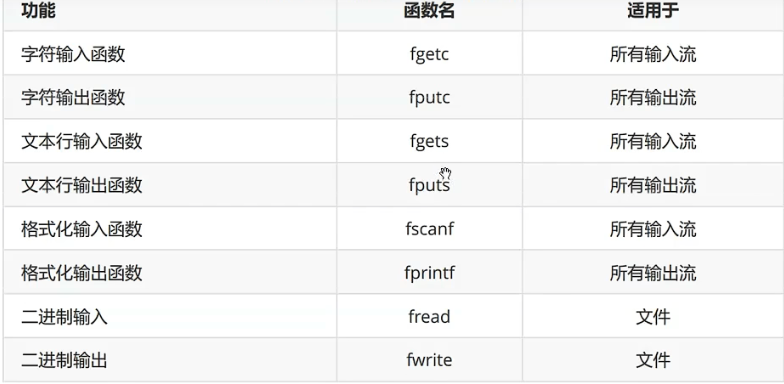 功能 函数名 适用于
字符输入函数 fgetc 所有输入流
字符输出函数 fputc 所有输出流
文本行输入函数 fgets 所有输入流
文本行输出函数 fputs 所有输出流
格式化输入函数 fscanf 所有输入流
格式化输出函数 fprintf 所有输出流
二进制输入 fread 文件
二进制输出 fwrite 文件